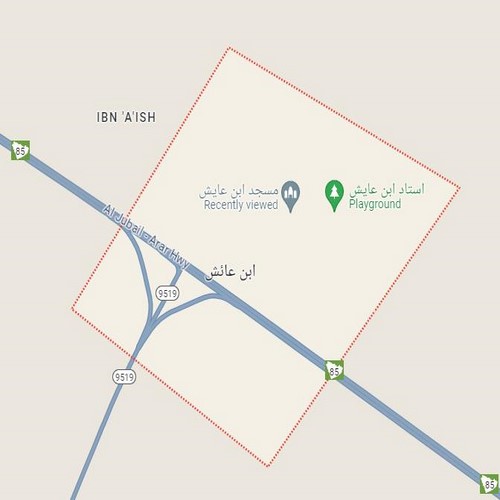 IBN 'A'ISH
85
مسجد ابن عايش
Recently viewed
استاد ابن عايش
Playground
Al Jubail - Arar Hwy
ابن عائش
9519
85
9519
85